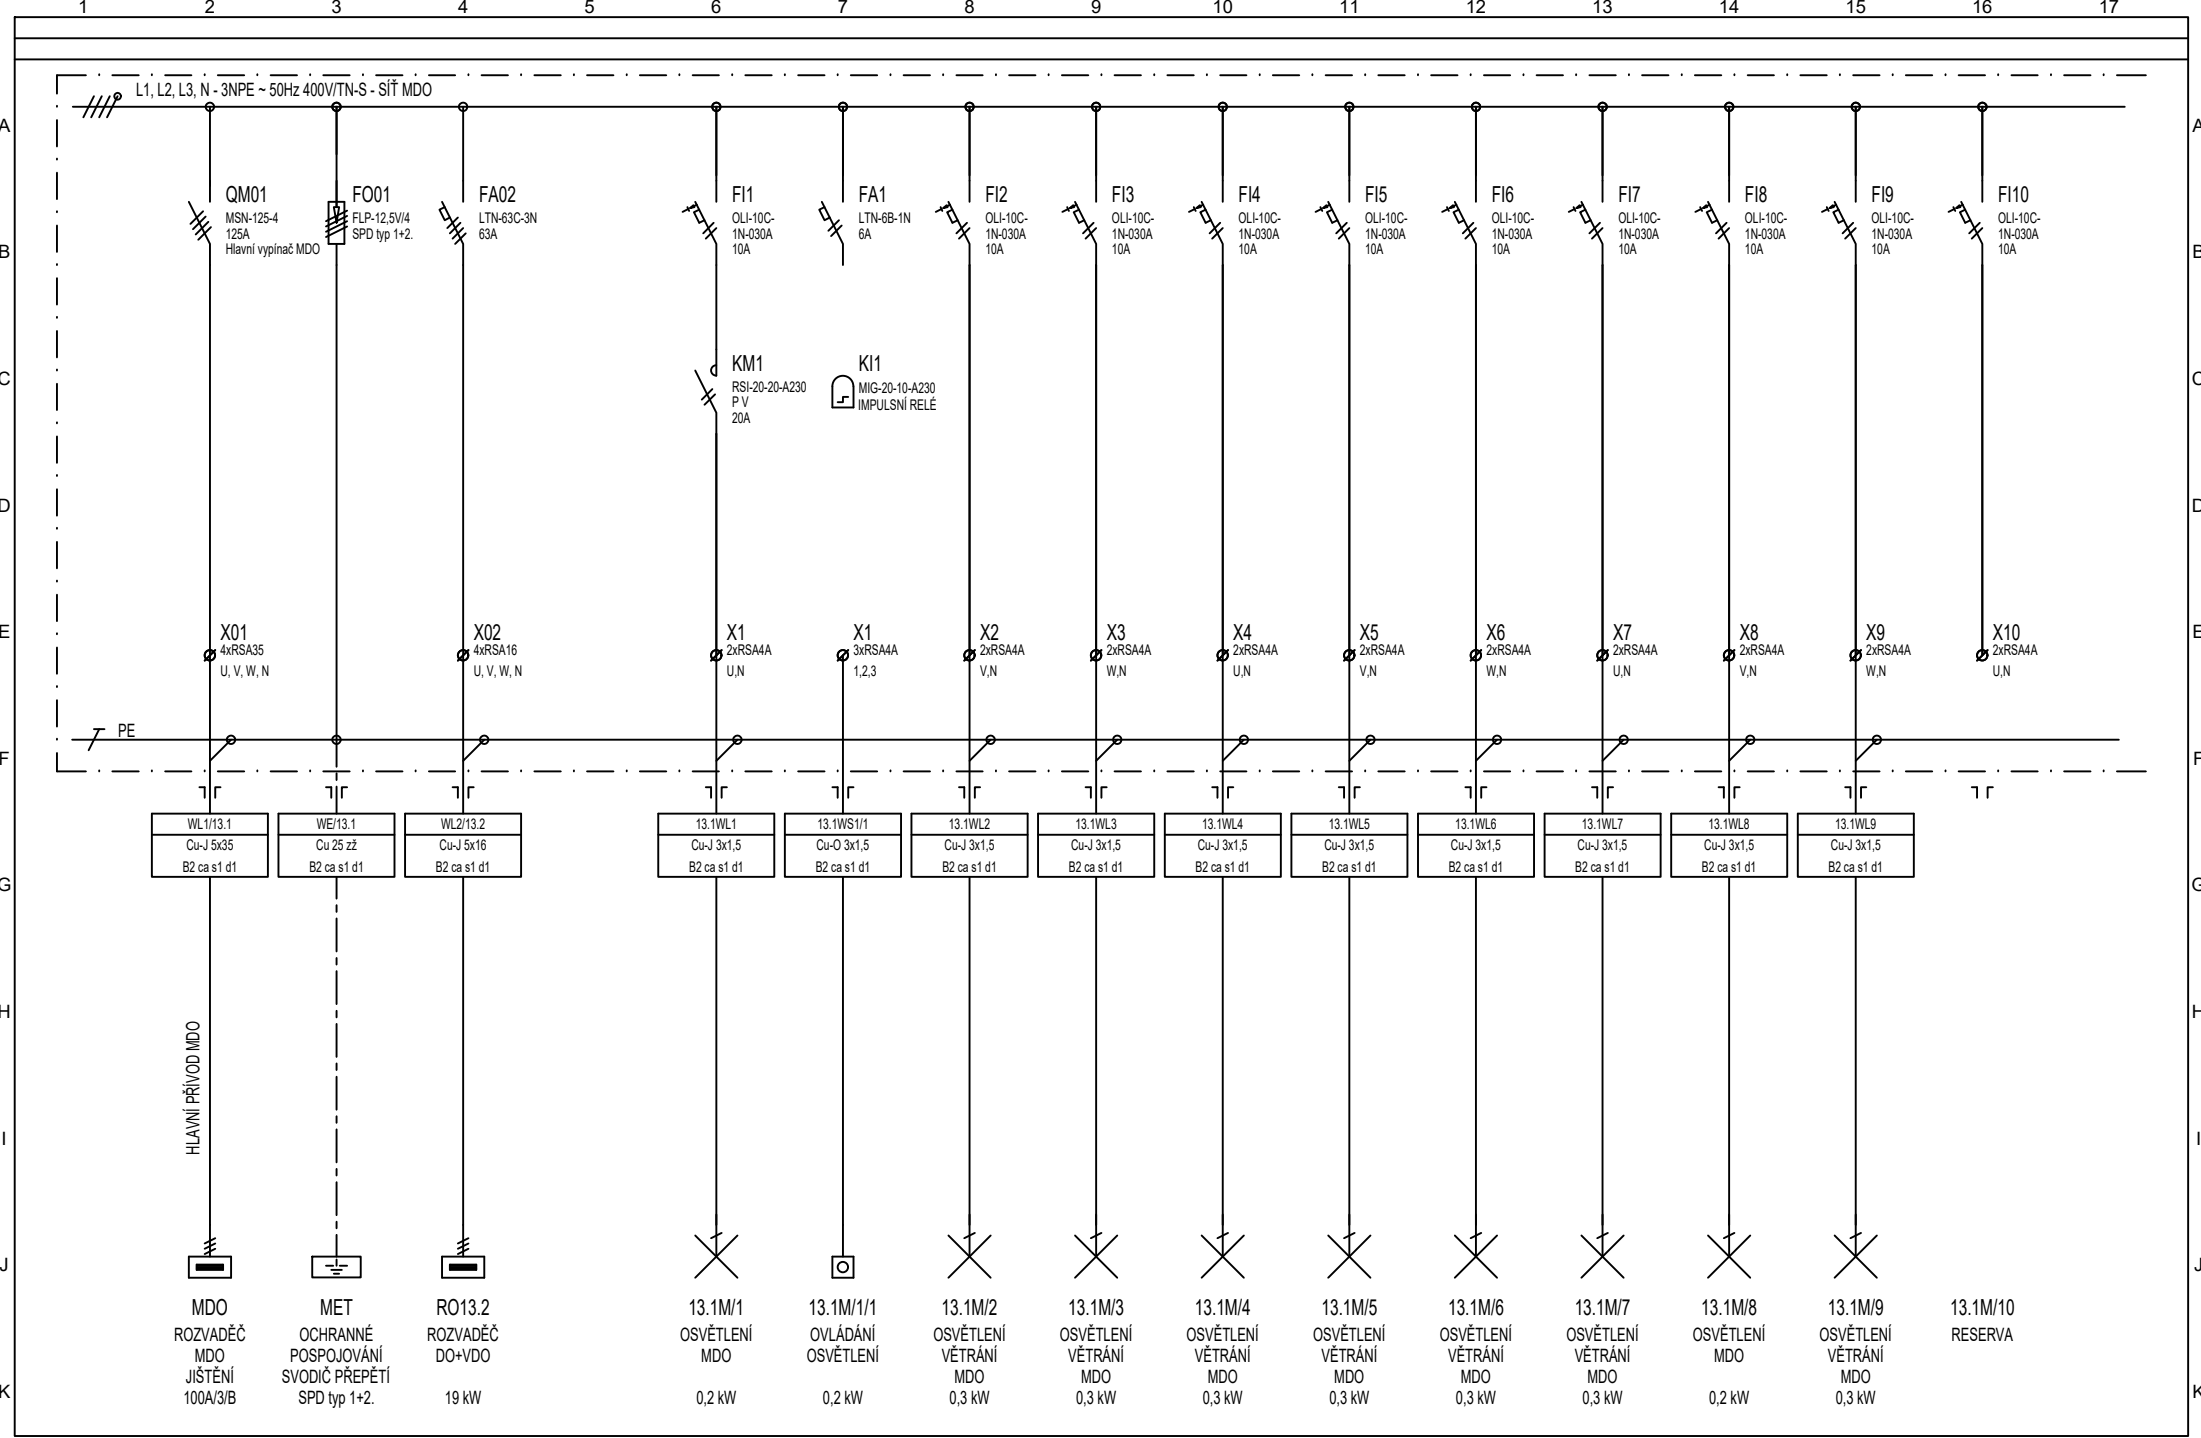 1 2 3 4 5 6 7 8 9 10 11 12 13 14 15 16 17
L1, L2, L3, N - 3NPE ~ 50Hz 400V/TN-S - SÍŤ MDO
A A
QM01 FO01 FA02 FI1 FA1 FI2 FI3 FI4 FI5 FI6 FI7 FI8 FI9 FI10
MSN-125-4 FLP-12,5V/4 LTN-63C-3N OLI-10C- LTN-6B-1N OLI-10C- OLI-10C- OLI-10C- OLI-10C- OLI-10C- OLI-10C- OLI-10C- OLI-10C- OLI-10C-
125A SPD typ 1+2. 63A 1N-030A 6A 1N-030A 1N-030A 1N-030A 1N-030A 1N-030A 1N-030A 1N-030A 1N-030A 1N-030A
Hlavní vypínač MDO 10A 10A 10A 10A 10A 10A 10A 10A 10A 10A
B B
KM1 KI1
C C
RSI-20-20-A230 MIG-20-10-A230
P V IMPULSNÍ RELÉ
20A
D D
E E
X01 X02 X1 X1 X2 X3 X4 X5 X6 X7 X8 X9 X10
4xRSA35 4xRSA16 2xRSA4A 3xRSA4A 2xRSA4A 2xRSA4A 2xRSA4A 2xRSA4A 2xRSA4A 2xRSA4A 2xRSA4A 2xRSA4A 2xRSA4A
U, V, W, N U, V, W, N U,N 1,2,3 V,N W,N U,N V,N W,N U,N V,N W,N U,N
PE
F F
WL1/13.1 WE/13.1 WL2/13.2 13.1WL1 13.1WS1/1 13.1WL2 13.1WL3 13.1WL4 13.1WL5 13.1WL6 13.1WL7 13.1WL8 13.1WL9
Cu-J 5x35 Cu 25 zž Cu-J 5x16 Cu-J 3x1,5 Cu-O 3x1,5 Cu-J 3x1,5 Cu-J 3x1,5 Cu-J 3x1,5 Cu-J 3x1,5 Cu-J 3x1,5 Cu-J 3x1,5 Cu-J 3x1,5 Cu-J 3x1,5
B2 ca s1 d1 B2 ca s1 d1 B2 ca s1 d1 B2 ca s1 d1 B2 ca s1 d1 B2 ca s1 d1 B2 ca s1 d1 B2 ca s1 d1 B2 ca s1 d1 B2 ca s1 d1 B2 ca s1 d1 B2 ca s1 d1 B2 ca s1 d1
G G
H H
HLAVNÍ PŘÍVOD MDO
I I
J J
MDO MET RO13.2 13.1M/1 13.1M/1/1 13.1M/2 13.1M/3 13.1M/4 13.1M/5 13.1M/6 13.1M/7 13.1M/8 13.1M/9 13.1M/10
ROZVADĚČ OCHRANNÉ ROZVADĚČ OSVĚTLENÍ OVLÁDÁNÍ OSVĚTLENÍ OSVĚTLENÍ OSVĚTLENÍ OSVĚTLENÍ OSVĚTLENÍ OSVĚTLENÍ OSVĚTLENÍ OSVĚTLENÍ RESERVA
MDO POSPOJOVÁNÍ DO+VDO MDO OSVĚTLENÍ VĚTRÁNÍ VĚTRÁNÍ VĚTRÁNÍ VĚTRÁNÍ VĚTRÁNÍ VĚTRÁNÍ MDO VĚTRÁNÍ
JIŠTĚNÍ SVODIČ PŘEPĚTÍ MDO MDO MDO MDO MDO MDO MDO
K K
100A/3/B SPD typ 1+2. 19 kW 0,2 kW 0,2 kW 0,3 kW 0,3 kW 0,3 kW 0,3 kW 0,3 kW 0,3 kW 0,2 kW 0,3 kW